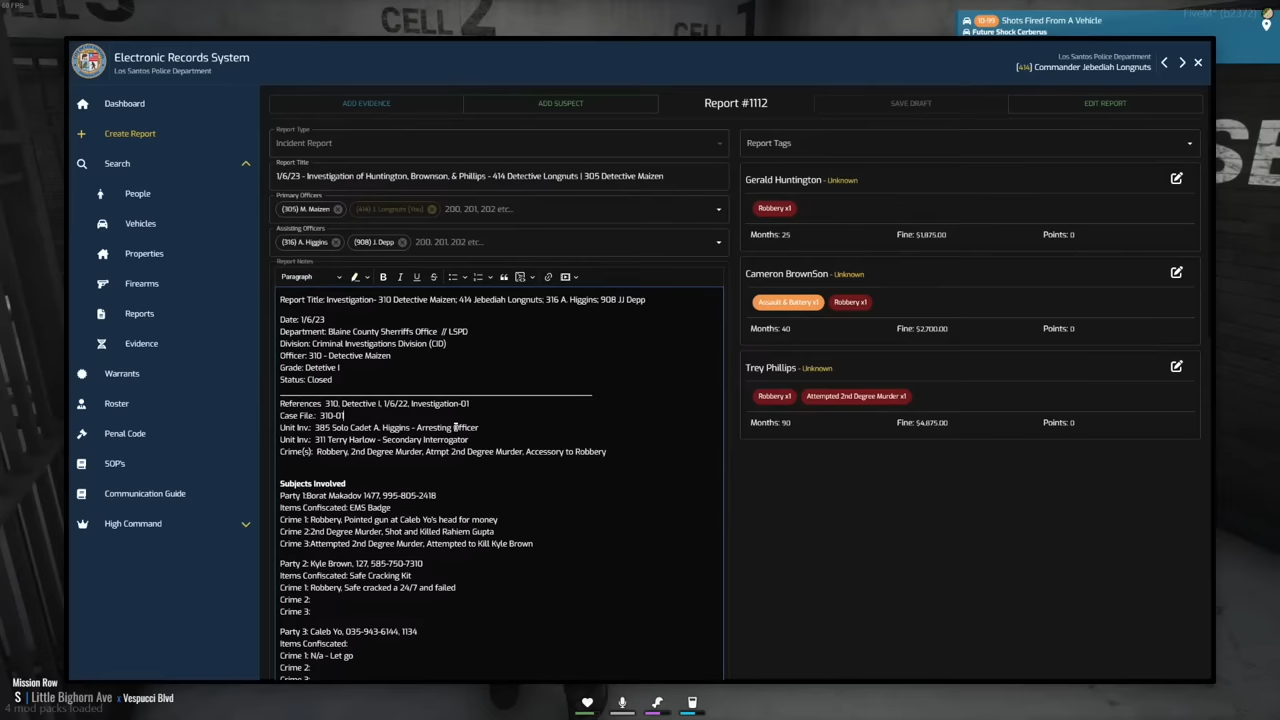 60 FPS
CELL 2
CELL 1
FiveM® (b2372)
10-99 Shots Fired From A Vehicle
Future Shock Cerberus
Electronic Records System
Los Santos Police Department
Los Santos Police Department
[414] Commander Jebediah Longnuts
Dashboard
Create Report
Search
People
Vehicles
Properties
Firearms
Reports
Evidence
Warrants
Roster
Penal Code
SOP's
Communication Guide
High Command
ADD EVIDENCE
ADD SUSPECT
Report #1112
SAVE DRAFT
EDIT REPORT
Report Type
Incident Report
Report Title
1/6/23 - Investigation of Huntington, Brownson, & Phillips - 414 Detective Longnuts | 305 Detective Maizen
Primary Officers
(305) M. Maizen
(414) J. Longnuts [You]
200, 201, 202 etc...
Assisting Officers
(316) A. Higgins
(908) J. Depp
200, 201, 202 etc...
Report Notes
Paragraph
B I U S
Report Title: Investigation- 310 Detective Maizen; 414 Jebediah Longnuts; 316 A. Higgins; 908 JJ Depp
Date: 1/6/23
Department: Blaine County Sherriffs Office // LSPD
Division: Criminal Investigations Division (CID)
Officer: 310 - Detective Maizen
Grade: Detetive I
Status: Closed
References 310, Detective I, 1/6/22, Investigation-01
Case File.: 310-01
Unit Inv.: 385 Solo Cadet A. Higgins - Arresting Officer
Unit Inv.: 311 Terry Harlow - Secondary Interrogator
Crime(s): Robbery, 2nd Degree Murder, Atmpt 2nd Degree Murder, Accessory to Robbery
Subjects Involved
Party 1:Borat Makadov 1477, 995-805-2418
Items Confiscated: EMS Badge
Crime 1: Robbery, Pointed gun at Caleb Yo's head for money
Crime 2:2nd Degree Murder, Shot and Killed Rahiem Gupta
Crime 3:Attempted 2nd Degree Murder, Attempted to Kill Kyle Brown
Party 2: Kyle Brown, 127, 585-750-7310
Items Confiscated: Safe Cracking Kit
Crime 1: Robbery, Safe cracked a 24/7 and failed
Crime 2:
Crime 3:
Party 3: Caleb Yo, 035-943-6144, 1134
Items Confiscated:
Crime 1: N/a - Let go
Crime 2:
Crime 3:
Report Tags
Gerald Huntington - Unknown
Robbery x1
Months: 25
Fine: $1,875.00
Points: 0
Cameron BrownSon - Unknown
Assault & Battery x1
Robbery x1
Months: 40
Fine: $2,700.00
Points: 0
Trey Phillips - Unknown
Robbery x1
Attempted 2nd Degree Murder x1
Months: 90
Fine: $4,875.00
Points: 0
Mission Row
S | Little Bighorn Ave x Vespucci Blvd
4 mod packs loaded